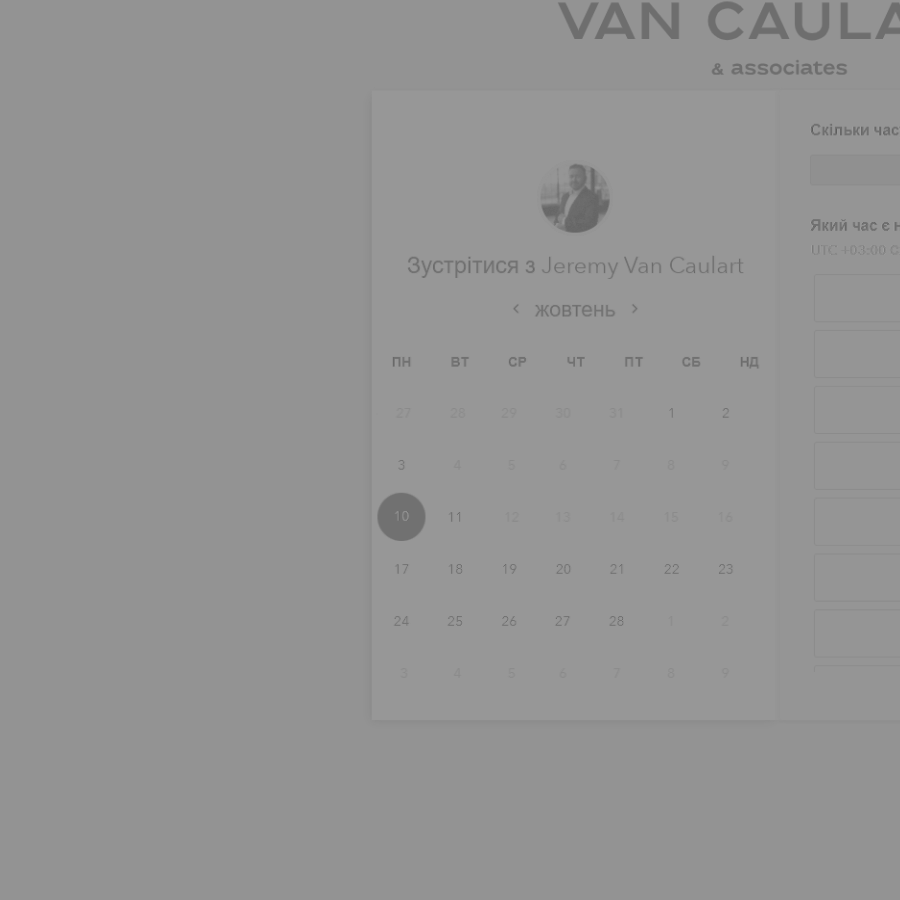 VAN CAULA
& associates
Скільки час
Який час є н
UTC +03:00 С
Зустрітися з Jeremy Van Caulart
жовтень
ПН ВТ СР ЧТ ПТ СБ НД
27 28 29 30 31 1 2
3 4 5 6 7 8 9
10 11 12 13 14 15 16
17 18 19 20 21 22 23
24 25 26 27 28 1 2
3 4 5 6 7 8 9